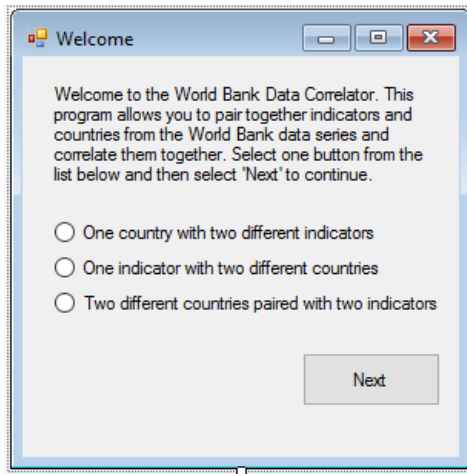 Welcome
Welcome to the World Bank Data Correlator. This
program allows you to pair together indicators and
countries from the World Bank data series and
correlate them together. Select one button from the
list below and then select 'Next' to continue.
One country with two different indicators
One indicator with two different countries
Two different countries paired with two indicators
Next